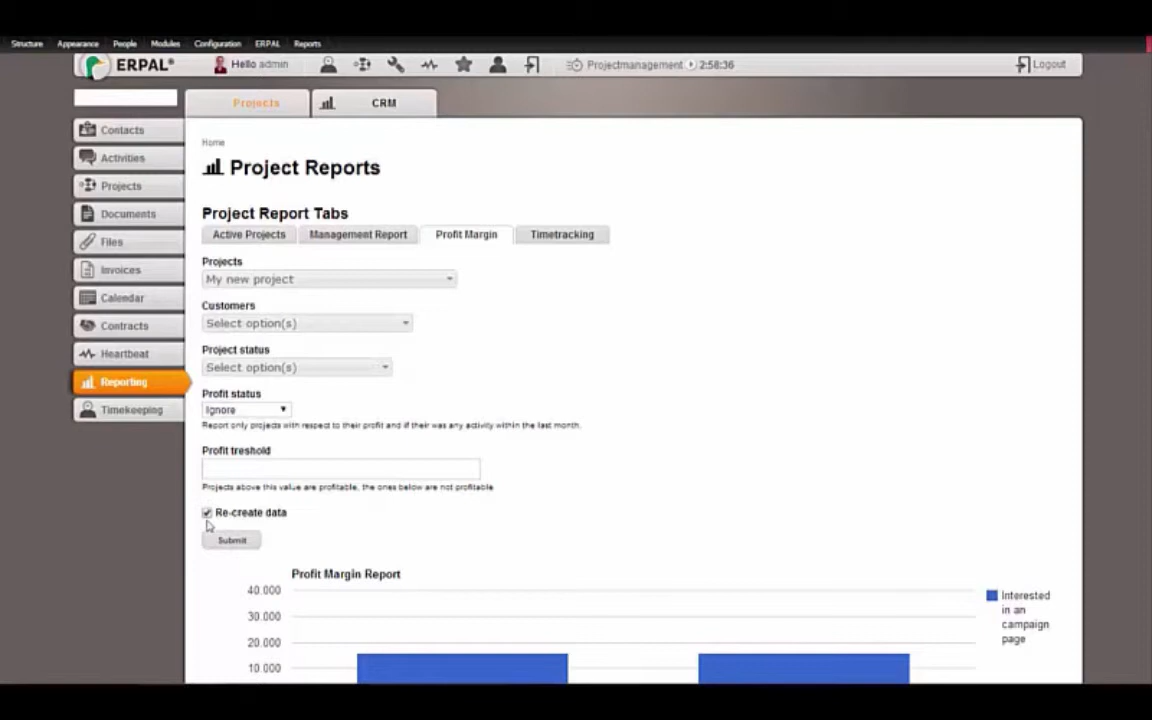 Structure Appearance People Modules Configuration ERPAL Reports
ERPAL® Hello admin Projectmanagement 2:58:36 Logout
Projects CRM
Contacts
Activities
Projects
Documents
Files
Invoices
Calendar
Contracts
Heartbeat
Reporting
Timekeeping
Home
Project Reports
Project Report Tabs
Active Projects Management Report Profit Margin Timetracking
Projects
My new project
Customers
Select option(s)
Project status
Select option(s)
Profit status
Ignore
Report only projects with respect to their profit and if their was any activity within the last month.
Profit treshold
Projects above this value are profitable, the ones below are not profitable
Re-create data
Submit
Profit Margin Report
40.000
30.000
20.000
10.000
Interested
in an
campaign
page